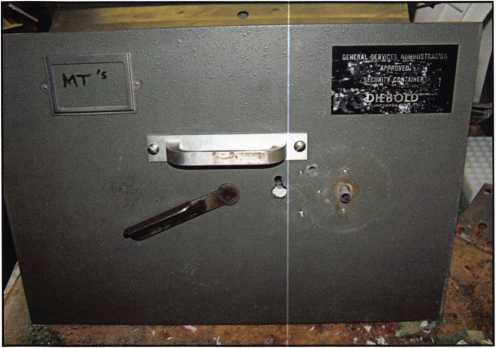 MT's
GENERAL SERVICES ADMINISTRATION
APPROVED
SECURITY CONTAINER
DIEBOLD